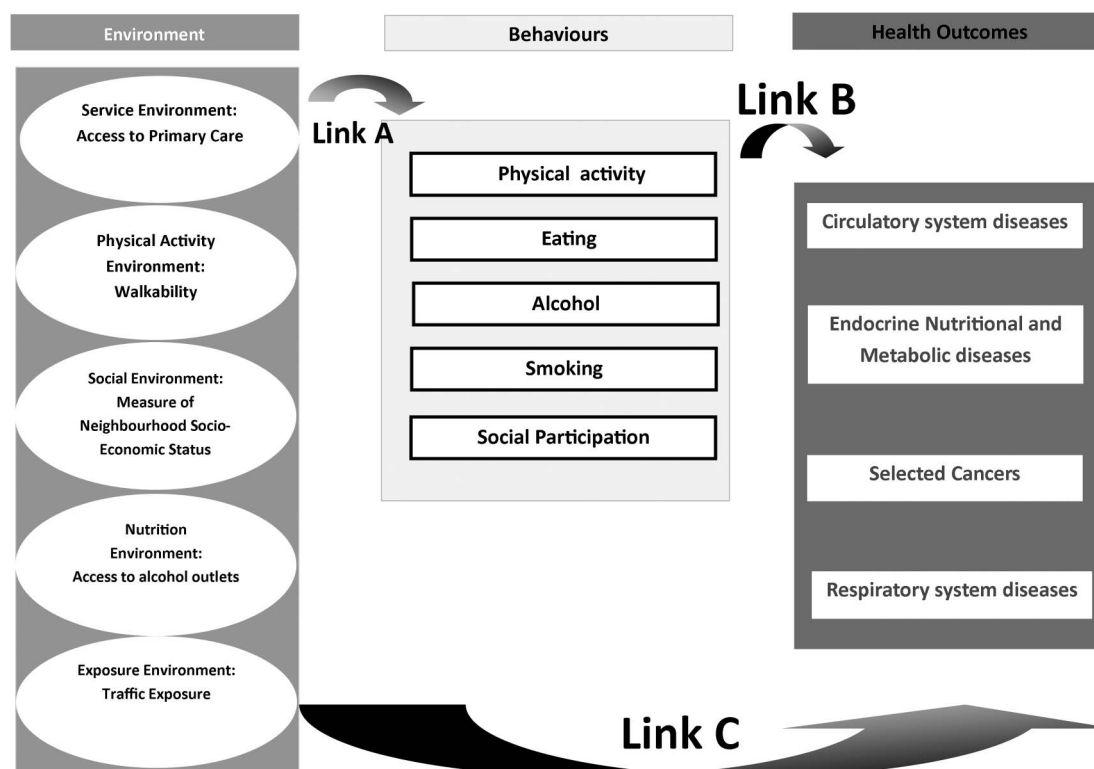 Environment
Behaviours
Health Outcomes
Service Environment:
Access to Primary Care
Physical Activity
Environment:
Walkability
Social Environment:
Measure of
Neighbourhood Socio-
Economic Status
Nutrition
Environment:
Access to alcohol outlets
Exposure Environment:
Traffic Exposure
Link A
Physical activity
Eating
Alcohol
Smoking
Social Participation
Link B
Circulatory system diseases
Endocrine Nutritional and
Metabolic diseases
Selected Cancers
Respiratory system diseases
Link C